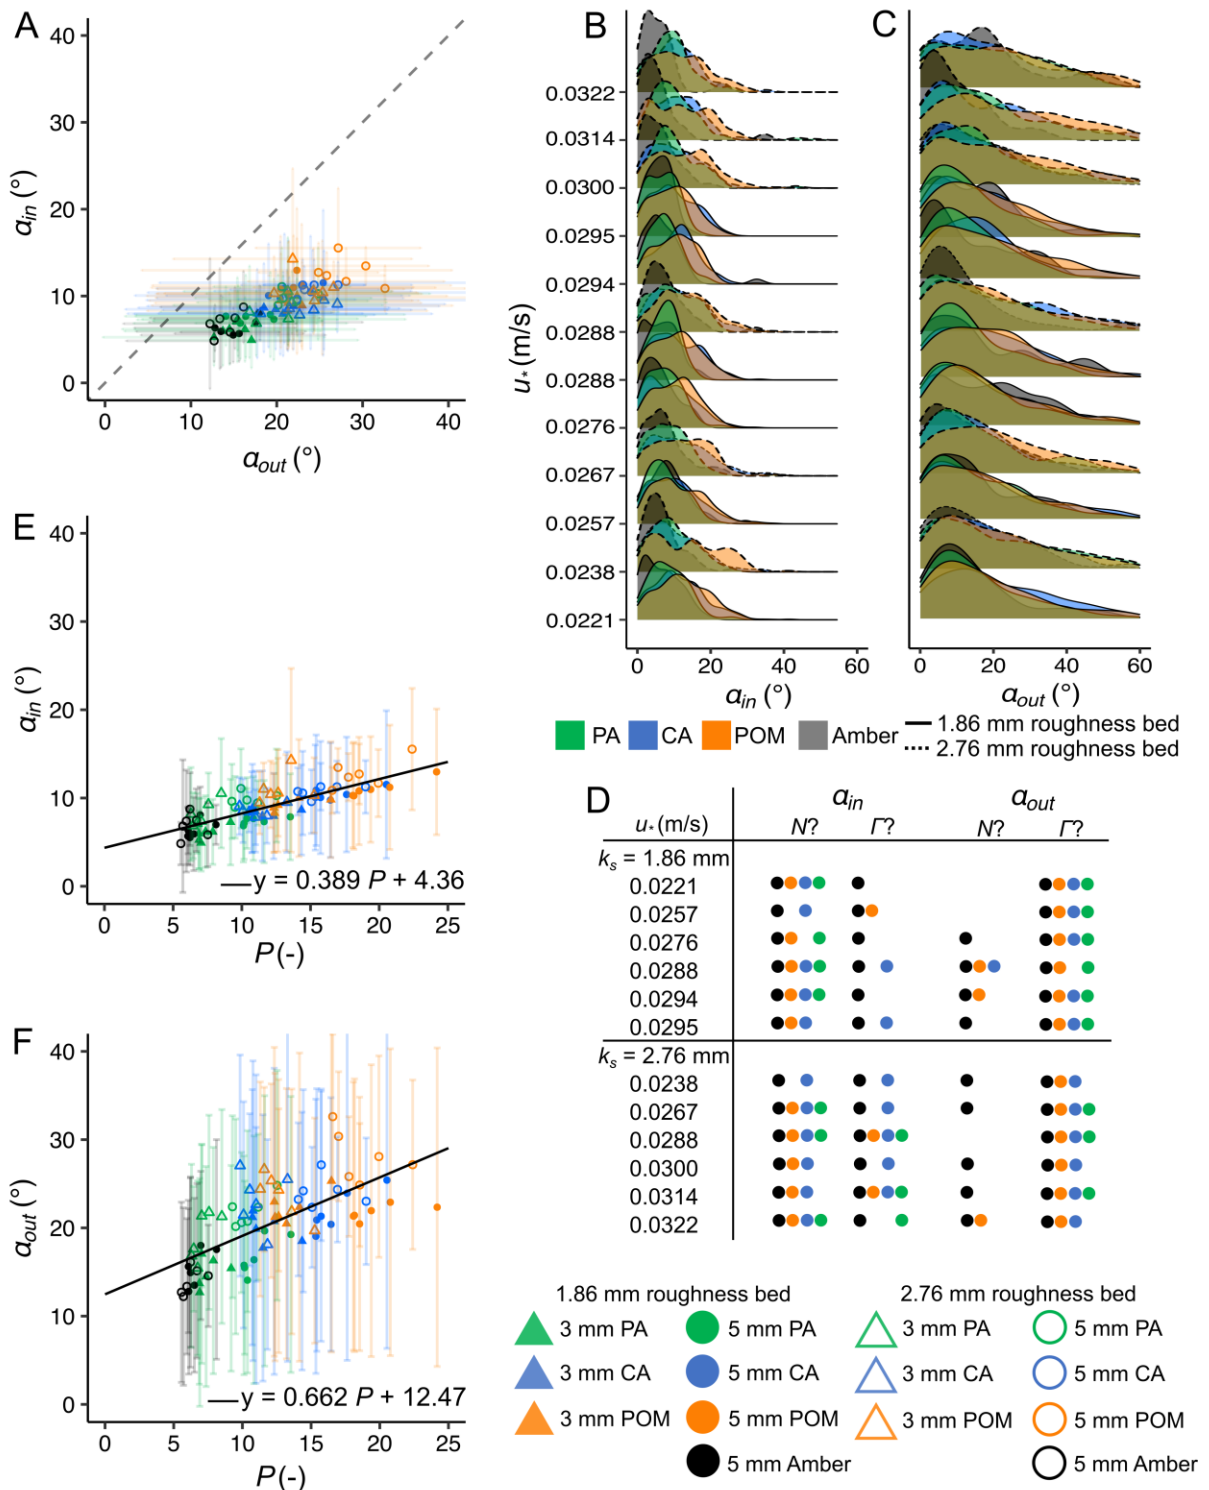 A
40
30
20
10
0
α_in (°)
0 10 20 30 40
α_out (°)
B
u* (m/s)
0.0322
0.0314
0.0300
0.0295
0.0294
0.0288
0.0288
0.0276
0.0267
0.0257
0.0238
0.0221
0 20 40 60
α_in (°)
C
0 20 40 60
α_out (°)
PA CA POM Amber
1.86 mm roughness bed
2.76 mm roughness bed
E
40
30
20
10
0
α_in (°)
y = 0.389 P + 4.36
0 5 10 15 20 25
P (-)
F
40
30
20
10
0
α_out (°)
y = 0.662 P + 12.47
0 5 10 15 20 25
P (-)
D
α_in α_out
u* (m/s) N? Γ? N? Γ?
k_s = 1.86 mm
0.0221
0.0257
0.0276
0.0288
0.0294
0.0295
k_s = 2.76 mm
0.0238
0.0267
0.0288
0.0300
0.0314
0.0322
1.86 mm roughness bed 2.76 mm roughness bed
3 mm PA 5 mm PA 3 mm PA 5 mm PA
3 mm CA 5 mm CA 3 mm CA 5 mm CA
3 mm POM 5 mm POM 3 mm POM 5 mm POM
5 mm Amber 5 mm Amber